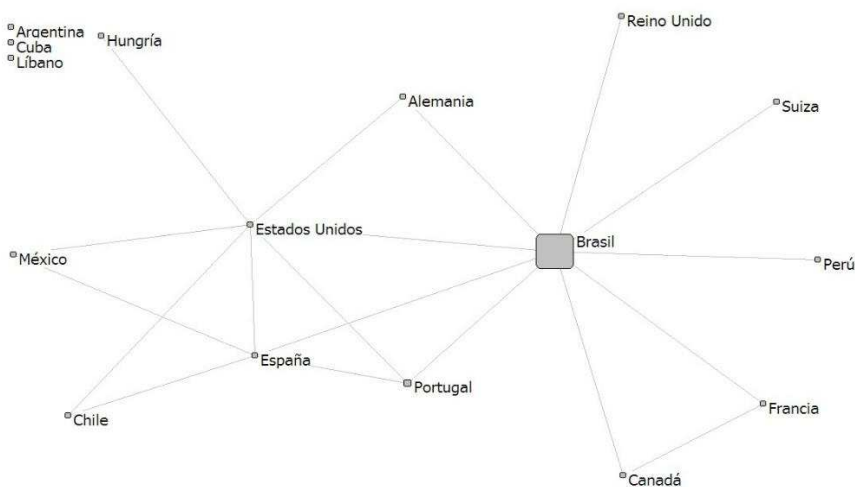 Argentina
Cuba
Líbano
Hungría
Reino Unido
Alemania
Suiza
Estados Unidos
Brasil
México
Perú
España
Portugal
Chile
Francia
Canadá